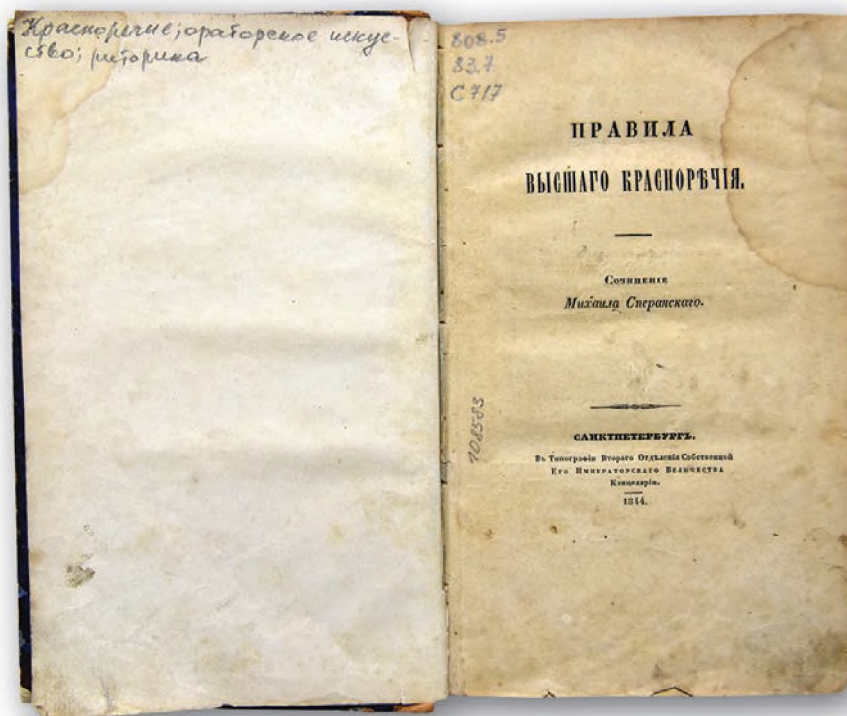 Красноречие; ораторское искус-
ство; риторика
808.5
83.7
С717
ПРАВИЛА
ВЫСШАГО КРАСНОРѢЧІЯ.
Сочиненіе
Михаила Сперанскаго.
708583
САНКТПЕТЕРБУРГЪ.
Въ Типографіи Втораго Отдѣленія Собственной
Его Императорскаго Величества
Канцеляріи.
1844.